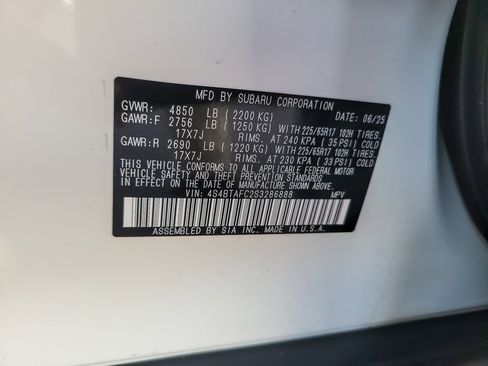 MFD BY SUBARU CORPORATION
GVWR: 4850 LB ( 2200 KG) DATE: 06/25
GAWR:F 2756 LB ( 1250 KG) WITH 225/65R17 102H TIRES,
17X7J RIMS, AT 240 KPA ( 35 PSI) COLD
GAWR:R 2690 LB ( 1220 KG) WITH 225/65R17 102H TIRES,
17X7J RIMS, AT 230 KPA ( 33 PSI) COLD
THIS VEHICLE CONFORMS TO ALL APPLICABLE FEDERAL MOTOR
VEHICLE SAFETY AND THEFT PREVENTION STANDARDS IN
EFFECT ON THE DATE OF MANUFACTURE SHOWN ABOVE.
VIN: 4S4BTAFC2S3286888 MPV
ASSEMBLED BY SIA INC. MADE IN U.S.A.